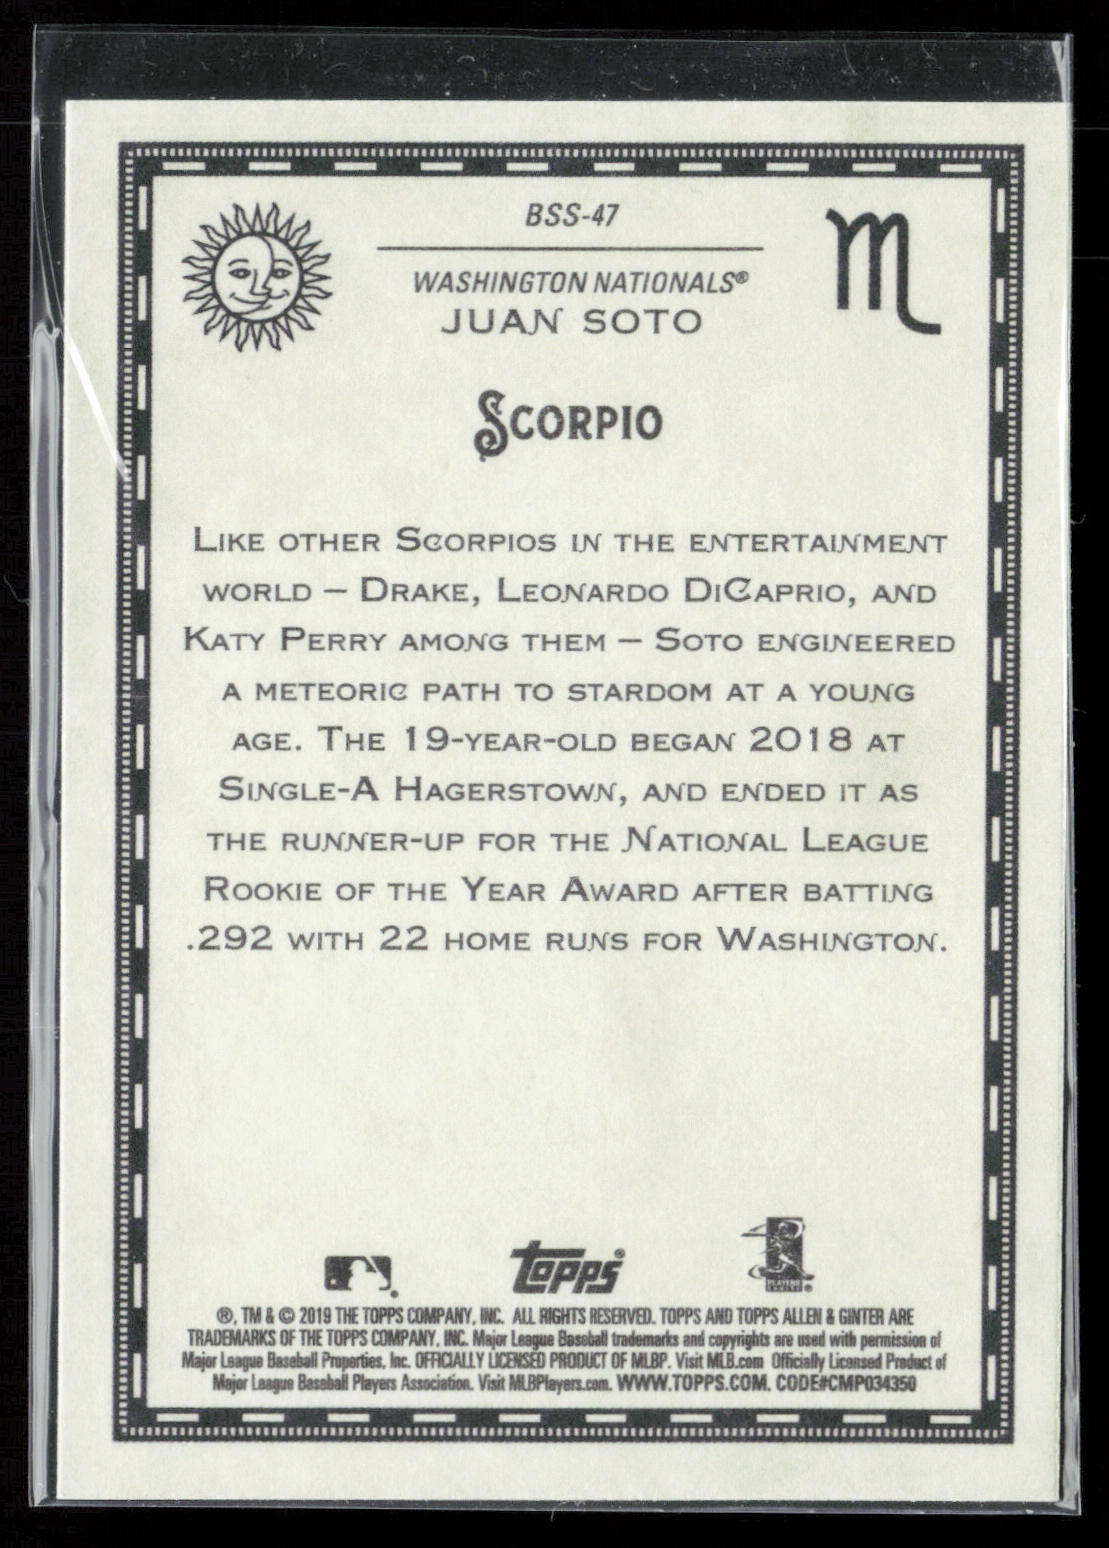 BSS-47
WASHINGTON NATIONALS®
JUAN SOTO
SCORPIO
LIKE OTHER SCORPIOS IN THE ENTERTAINMENT
WORLD – DRAKE, LEONARDO DICAPRIO, AND
KATY PERRY AMONG THEM – SOTO ENGINEERED
A METEORIC PATH TO STARDOM AT A YOUNG
AGE. THE 19-YEAR-OLD BEGAN 2018 AT
SINGLE-A HAGERSTOWN, AND ENDED IT AS
THE RUNNER-UP FOR THE NATIONAL LEAGUE
ROOKIE OF THE YEAR AWARD AFTER BATTING
.292 WITH 22 HOME RUNS FOR WASHINGTON.
topps®
PLAYERS
®, TM & © 2019 THE TOPPS COMPANY, INC. ALL RIGHTS RESERVED. TOPPS AND TOPPS ALLEN & GINTER ARE
TRADEMARKS OF THE TOPPS COMPANY, INC. Major League Baseball trademarks and copyrights are used with permission of
Major League Baseball Properties, Inc. OFFICIALLY LICENSED PRODUCT OF MLBP. Visit MLB.com Officially Licensed Product of
Major League Baseball Players Association. Visit MLBPlayers.com. WWW.TOPPS.COM. CODE#CMP034350